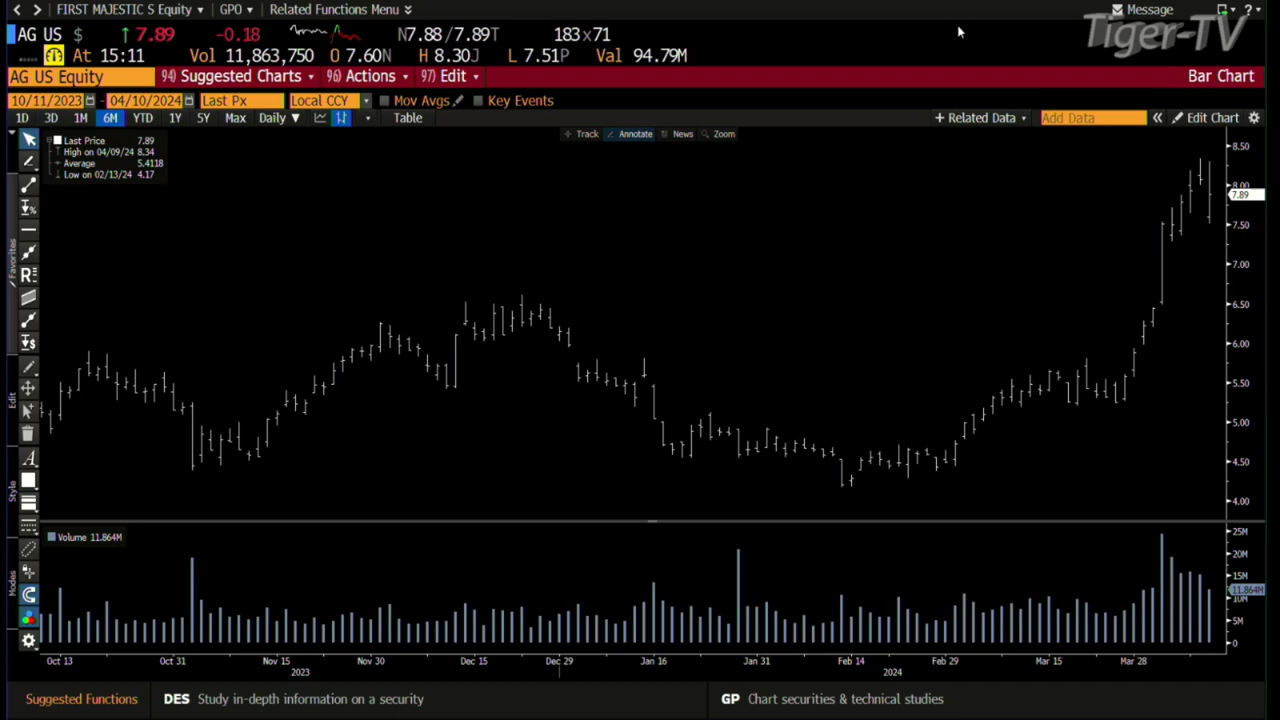 FIRST MAJESTIC S Equity GPO Related Functions Menu Message
Tiger-TV
AG US $ 7.89 -0.18 N7.88/7.89T 183x71
At 15:11 Vol 11,863,750 O 7.60N H 8.30J L 7.51P Val 94.79M
AG US Equity 94) Suggested Charts 96) Actions 97) Edit Bar Chart
10/11/2023 - 04/10/2024 Last Px Local CCY Mov Avgs Key Events
1D 3D 1M 6M YTD 1Y 5Y Max Daily Table + Related Data Add Data Edit Chart
Track Annotate News Zoom
Last Price 7.89
High on 04/09/24 8.34
Average 5.4118
Low on 02/13/24 4.17
8.50
8.00
7.89
7.50
7.00
6.50
6.00
5.50
5.00
4.50
4.00
Favorites
Edit
Style
Modes
Volume 11.864M
25M
20M
15M
11.864M
10M
5M
0
Oct 13 Oct 31 Nov 15 Nov 30 Dec 15 Dec 29 Jan 16 Jan 31 Feb 14 Feb 29 Mar 15 Mar 28
2023 2024
Suggested Functions DES Study in-depth information on a security GP Chart securities & technical studies